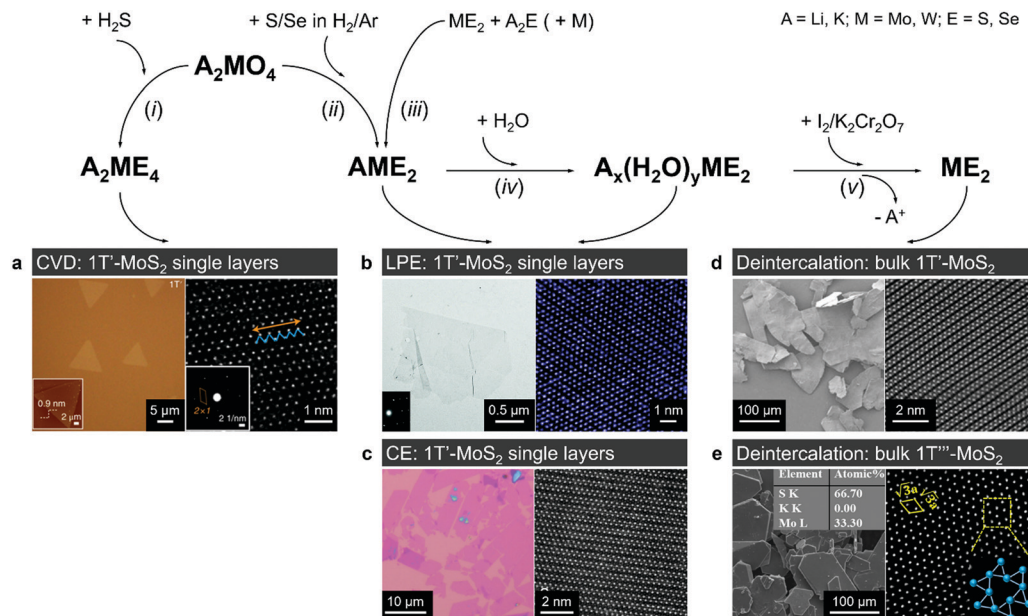 + H₂S
+ S/Se in H₂/Ar
ME₂ + A₂E ( + M)
A = Li, K; M = Mo, W; E = S, Se
A₂MO₄
(i)
(ii)
(iii)
+ H₂O
+ I₂/K₂Cr₂O₇
A₂ME₄
AME₂
(iv)
Aₓ(H₂O)ᵧME₂
(v)
ME₂
- A⁺
a CVD: 1T'-MoS₂ single layers
1T'
0.9 nm
2 µm
5 µm
2×1
2 1/nm
1 nm
b LPE: 1T'-MoS₂ single layers
0.5 µm
1 nm
c CE: 1T'-MoS₂ single layers
10 µm
2 nm
d Deintercalation: bulk 1T'-MoS₂
100 µm
2 nm
e Deintercalation: bulk 1T'''-MoS₂
Element Atomic%
S K 66.70
K K 0.00
Mo L 33.30
100 µm
√3a √3a
2 nm